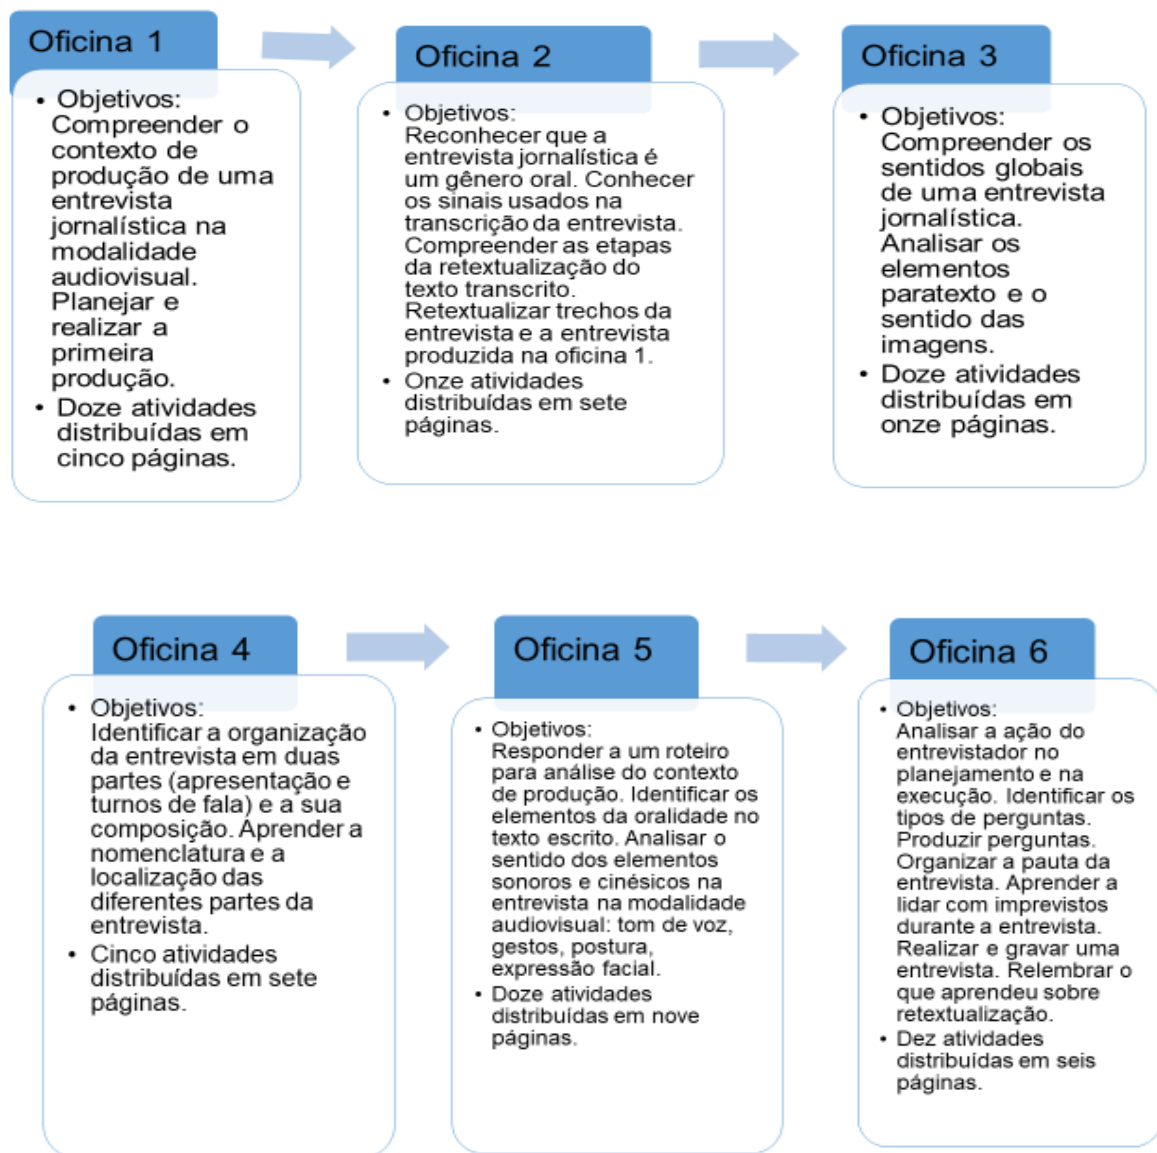 Oficina 1
• Objetivos:
Compreender o
contexto de
produção de uma
entrevista
jornalística na
modalidade
audiovisual.
Planejar e
realizar a
primeira
produção.
• Doze atividades
distribuídas em
cinco páginas.
Oficina 2
• Objetivos:
Reconhecer que a
entrevista jornalística é
um gênero oral. Conhecer
os sinais usados na
transcrição da entrevista.
Compreender as etapas
da retextualização do
texto transcrito.
Retextualizar trechos da
entrevista e a entrevista
produzida na oficina 1.
• Onze atividades
distribuídas em sete
páginas.
Oficina 3
• Objetivos:
Compreender os
sentidos globais
de uma entrevista
jornalística.
Analisar os
elementos
paratexto e o
sentido das
imagens.
• Doze atividades
distribuídas em
onze páginas.
Oficina 4
• Objetivos:
Identificar a organização
da entrevista em duas
partes (apresentação e
turnos de fala) e a sua
composição. Aprender a
nomenclatura e a
localização das
diferentes partes da
entrevista.
• Cinco atividades
distribuídas em sete
páginas.
Oficina 5
• Objetivos:
Responder a um roteiro
para análise do contexto
de produção. Identificar os
elementos da oralidade no
texto escrito. Analisar o
sentido dos elementos
sonoros e cinésicos na
entrevista na modalidade
audiovisual: tom de voz,
gestos, postura,
expressão facial.
• Doze atividades
distribuídas em nove
páginas.
Oficina 6
• Objetivos:
Analisar a ação do
entrevistador no
planejamento e na
execução. Identificar os
tipos de perguntas.
Produzir perguntas.
Organizar a pauta da
entrevista. Aprender a
lidar com imprevistos
durante a entrevista.
Realizar e gravar uma
entrevista. Relembrar o
que aprendeu sobre
retextualização.
• Dez atividades
distribuídas em seis
páginas.